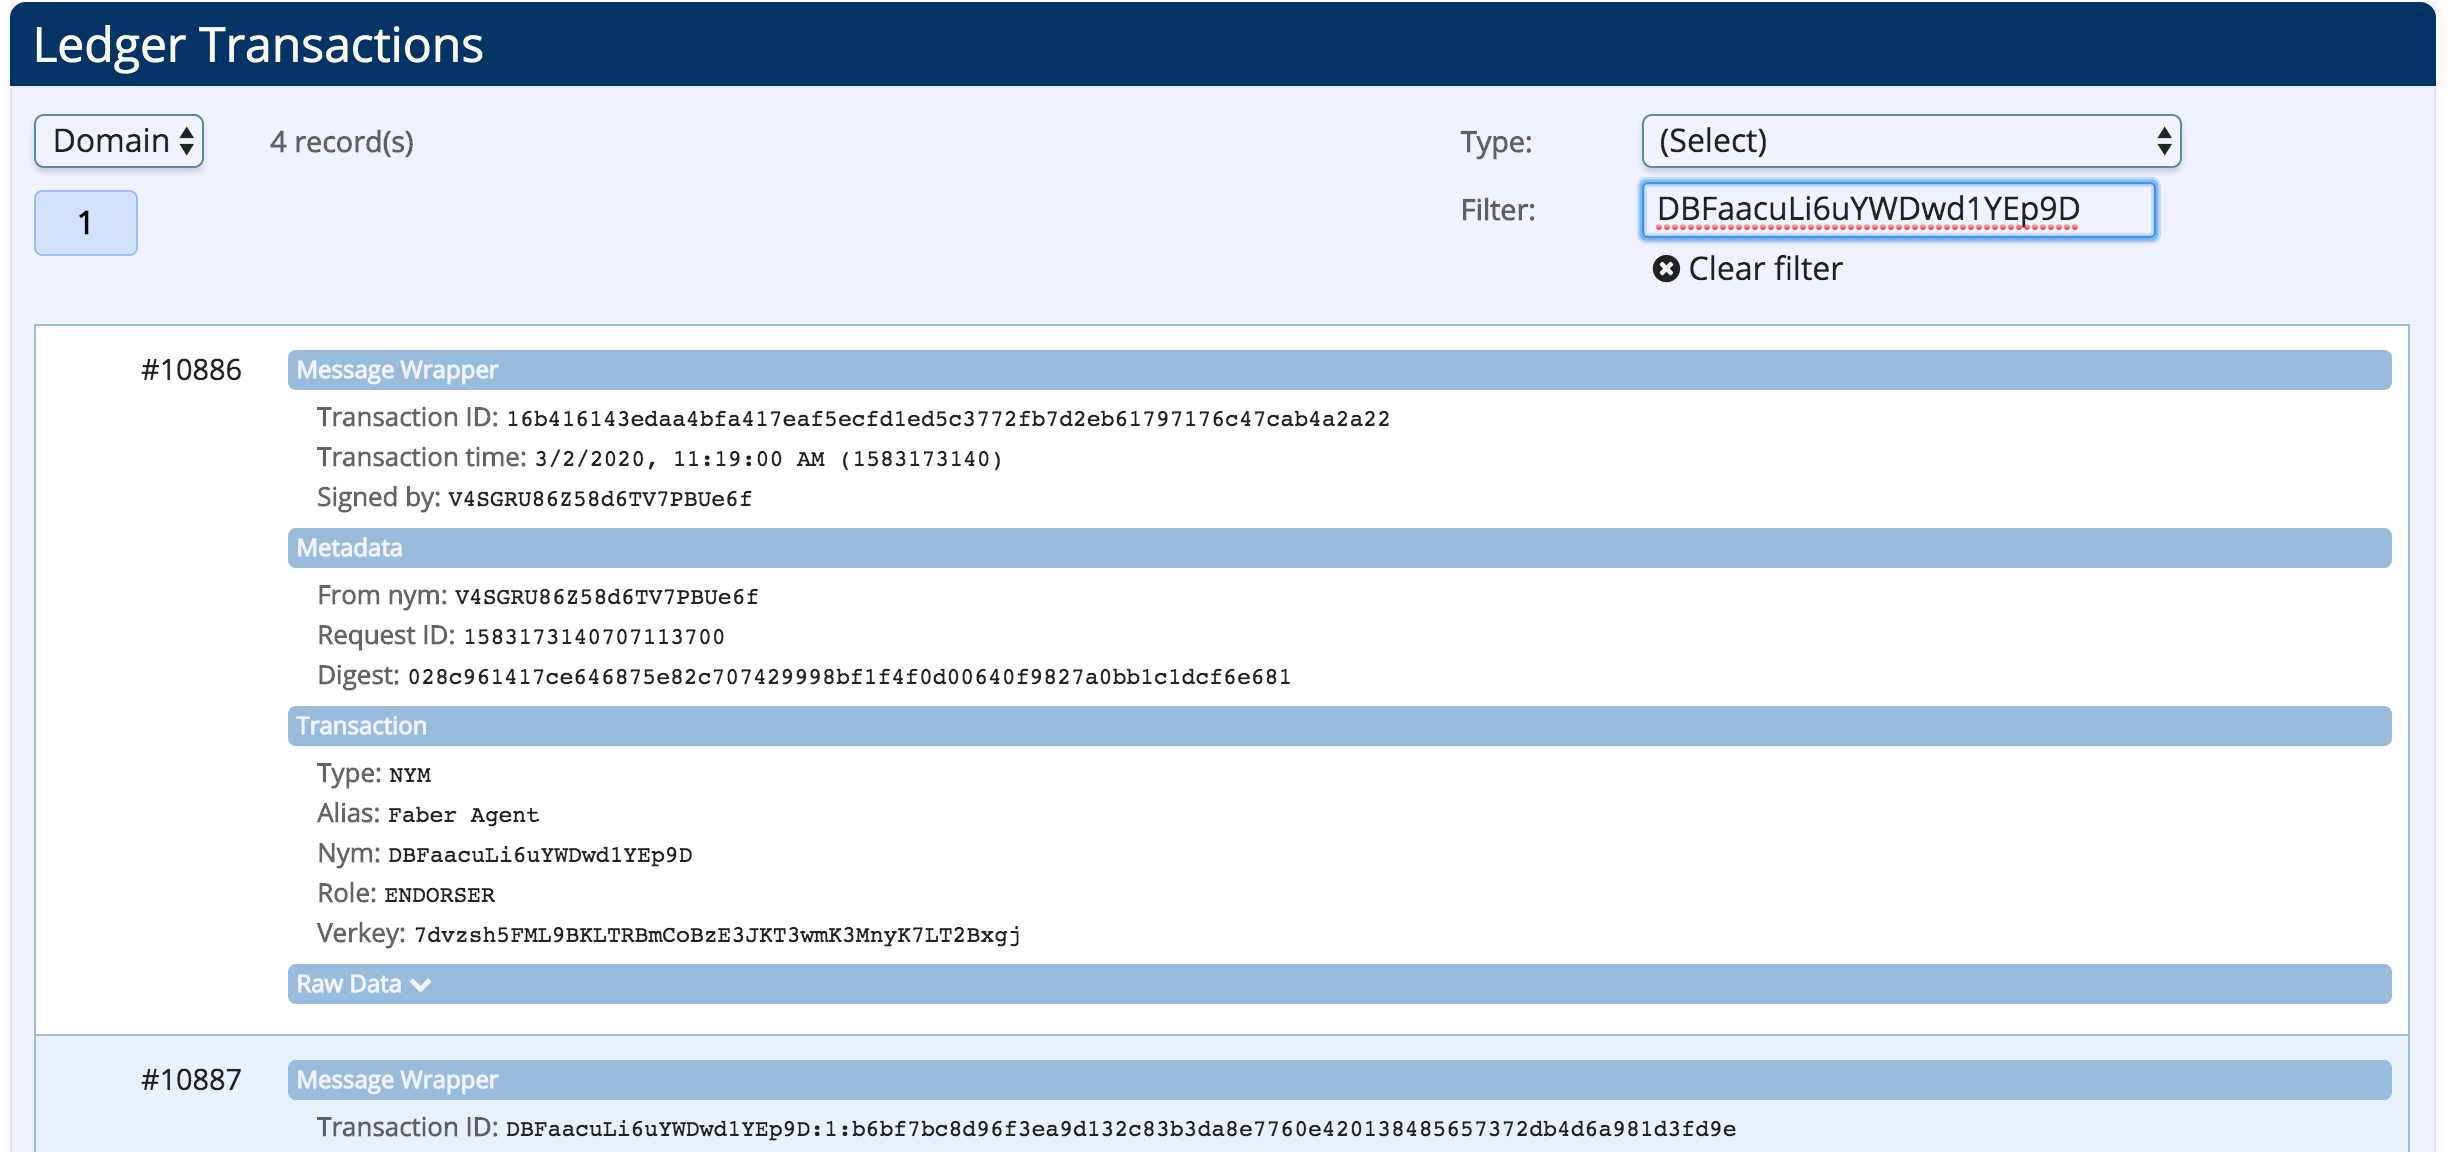 Ledger Transactions
Domain
4 record(s)
Type:
(Select)
1
Filter:
DBFaacuLi6uYWDwd1YEp9D
Clear filter
#10886
Message Wrapper
Transaction ID: 16b416143edaa4bfa417eaf5ecfd1ed5c3772fb7d2eb61797176c47cab4a2a22
Transaction time: 3/2/2020, 11:19:00 AM (1583173140)
Signed by: V4SGRU86Z58d6TV7PBUe6f
Metadata
From nym: V4SGRU86Z58d6TV7PBUe6f
Request ID: 1583173140707113700
Digest: 028c961417ce646875e82c707429998bf1f4f0d00640f9827a0bb1c1dcf6e681
Transaction
Type: NYM
Alias: Faber Agent
Nym: DBFaacuLi6uYWDwd1YEp9D
Role: ENDORSER
Verkey: 7dvzsh5FML9BKLTRBmCoBzE3JKT3wmK3MnyK7LT2Bxgj
Raw Data
#10887
Message Wrapper
Transaction ID: DBFaacuLi6uYWDwd1YEp9D:1:b6bf7bc8d96f3ea9d132c83b3da8e7760e420138485657372db4d6a981d3fd9e